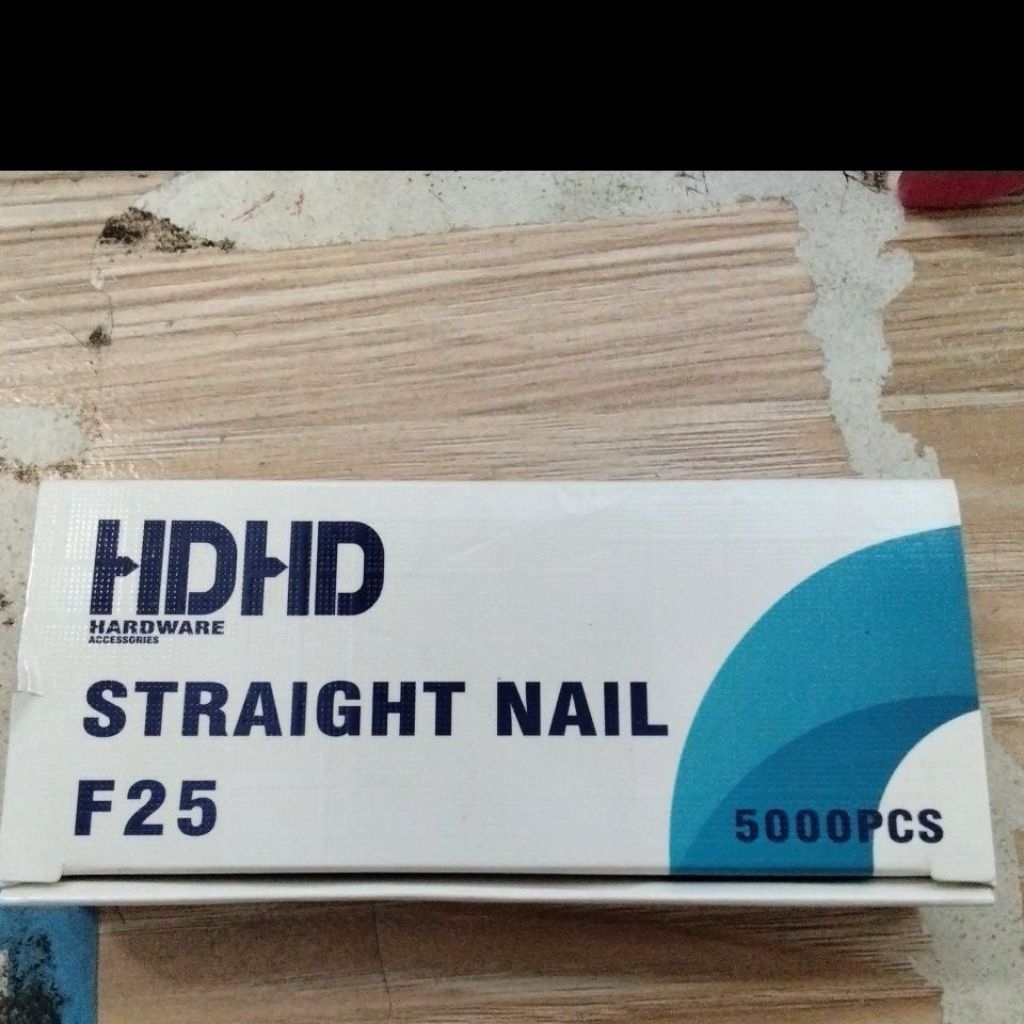 HDHD
HARDWARE
ACCESSORIES
STRAIGHT NAIL
F25
5000PCS